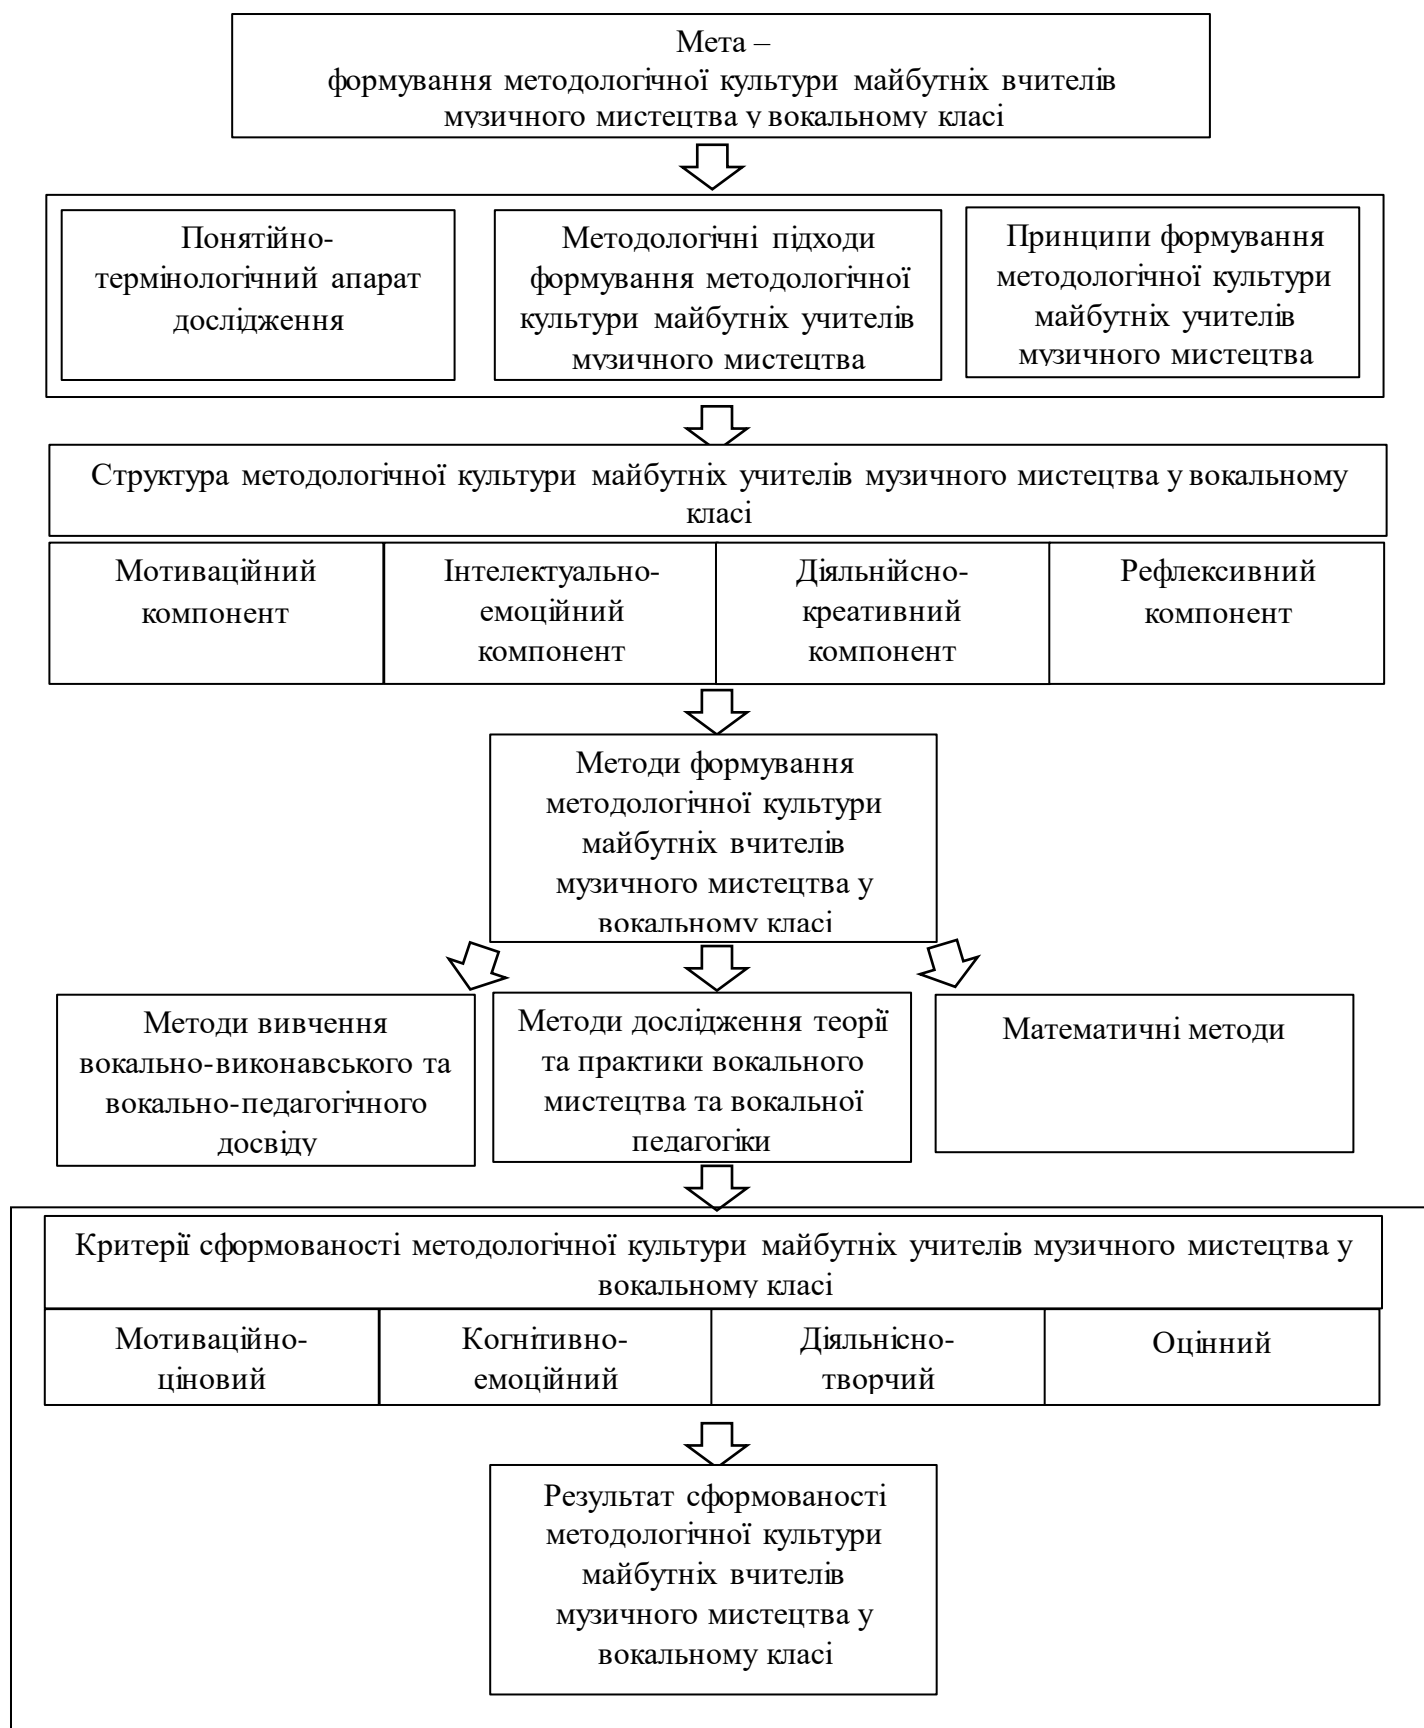 Мета –
формування методологічної культури майбутніх вчителів
музичного мистецтва у вокальному класі
Понятійно-
термінологічний апарат
дослідження
Методологічні підходи
формування методологічної
культури майбутніх учителів
музичного мистецтва
Принципи формування
методологічної культури
майбутніх учителів
музичного мистецтва
Структура методологічної культури майбутніх учителів музичного мистецтва у вокальному
класі
Мотиваційний
компонент
Інтелектуально-
емоційний
компонент
Діяльнійсно-
креативний
компонент
Рефлексивний
компонент
Методи формування
методологічної культури
майбутніх вчителів
музичного мистецтва у
вокальному класі
Методи вивчення
вокально-виконавського та
вокально-педагогічного
досвіду
Методи дослідження теорії
та практики вокального
мистецтва та вокальної
педагогіки
Математичні методи
Критерії сформованості методологічної культури майбутніх учителів музичного мистецтва у
вокальному класі
Мотиваційно-
ціновий
Когнітивно-
емоційний
Діяльнісно-
творчий
Оцінний
Результат сформованості
методологічної культури
майбутніх вчителів
музичного мистецтва у
вокальному класі